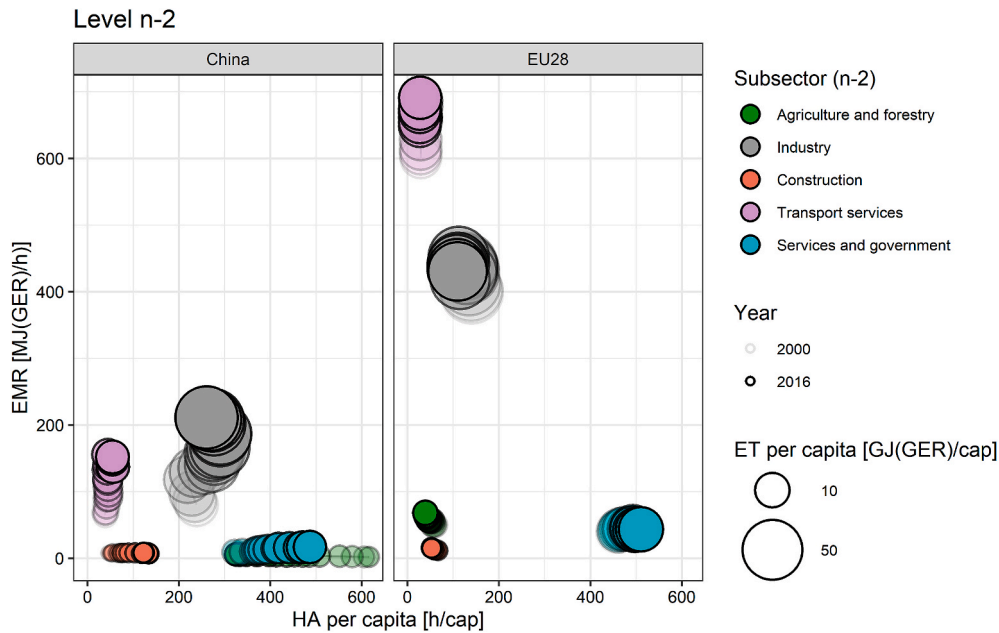 Level n-2
China
EU28
EMR [MJ(GER)/h)]
600
400
200
0
0 200 400 600
0 200 400 600
HA per capita [h/cap]
Subsector (n-2)
Agriculture and forestry
Industry
Construction
Transport services
Services and government
Year
2000
2016
ET per capita [GJ(GER)/cap]
10
50